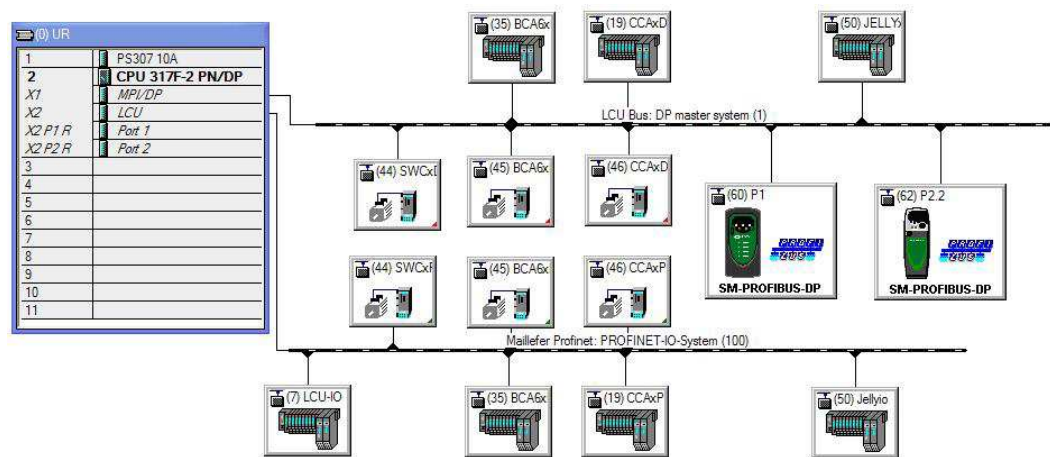 (0) UR
1 PS307 10A
2 CPU 317F-2 PN/DP
X1 MPI/DP
X2 LCU
X2 P1 R Port 1
X2 P2 R Port 2
3
4
5
6
7
8
9
10
11
(35) BCA6x
(19) CCAxD
(50) JELLYx
LCU Bus: DP master system (1)
(44) SWCxD
(45) BCA6x
(46) CCAxD
(60) P1
SM-PROFIBUS-DP
(62) P2.2
SM-PROFIBUS-DP
(44) SWCxP
(45) BCA6x
(46) CCAxP
Maillefer Profinet: PROFINET-IO-System (100)
(7) LCU-IO
(35) BCA6x
(19) CCAxP
(50) Jellyio